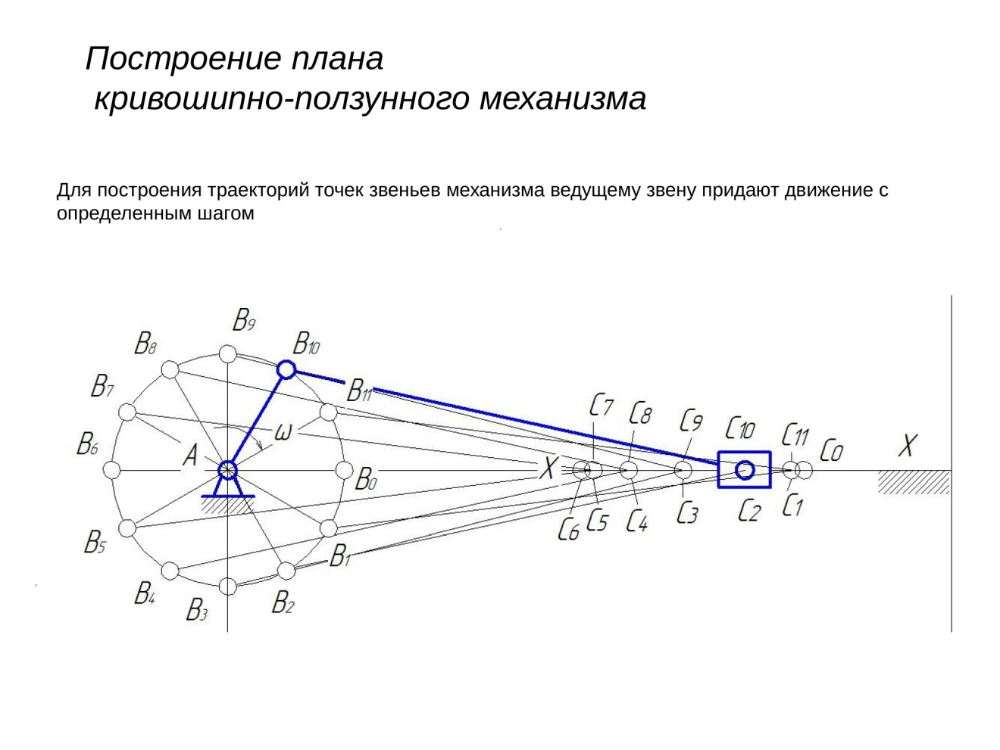 Построение плана
кривошипно-ползунного механизма
Для построения траекторий точек звеньев механизма ведущему звену придают движение с
определенным шагом
B9
B8
B10
B7
B11
C7
C8
C9
C10
C11
ω
B6
A
C0
X
X
B0
C6
C5
C4
C3
C2
C1
B5
B1
B4
B3
B2